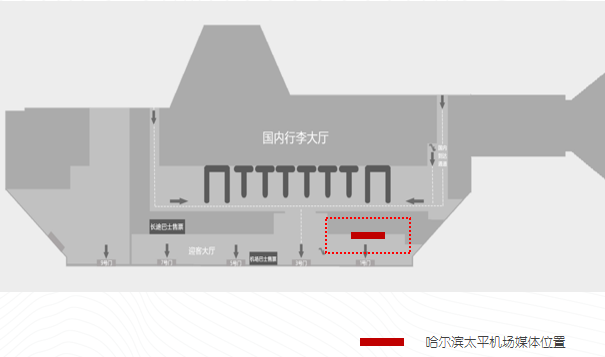 国内行李大厅
长途巴士售票
迎客大厅
机场巴士售票
哈尔滨太平机场媒体位置